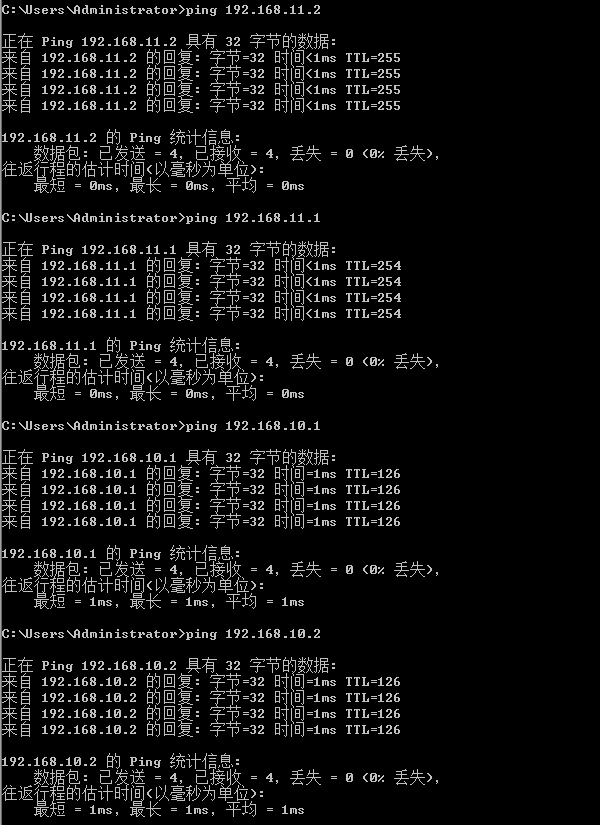 C:\Users\Administrator>ping 192.168.11.2
正在 Ping 192.168.11.2 具有 32 字节的数据:
来自 192.168.11.2 的回复: 字节=32 时间<1ms TTL=255
来自 192.168.11.2 的回复: 字节=32 时间<1ms TTL=255
来自 192.168.11.2 的回复: 字节=32 时间<1ms TTL=255
来自 192.168.11.2 的回复: 字节=32 时间<1ms TTL=255
192.168.11.2 的 Ping 统计信息:
数据包: 已发送 = 4, 已接收 = 4, 丢失 = 0 (0% 丢失),
往返行程的估计时间(以毫秒为单位):
最短 = 0ms, 最长 = 0ms, 平均 = 0ms
C:\Users\Administrator>ping 192.168.11.1
正在 Ping 192.168.11.1 具有 32 字节的数据:
来自 192.168.11.1 的回复: 字节=32 时间<1ms TTL=254
来自 192.168.11.1 的回复: 字节=32 时间<1ms TTL=254
来自 192.168.11.1 的回复: 字节=32 时间<1ms TTL=254
来自 192.168.11.1 的回复: 字节=32 时间<1ms TTL=254
192.168.11.1 的 Ping 统计信息:
数据包: 已发送 = 4, 已接收 = 4, 丢失 = 0 (0% 丢失),
往返行程的估计时间(以毫秒为单位):
最短 = 0ms, 最长 = 0ms, 平均 = 0ms
C:\Users\Administrator>ping 192.168.10.1
正在 Ping 192.168.10.1 具有 32 字节的数据:
来自 192.168.10.1 的回复: 字节=32 时间=1ms TTL=126
来自 192.168.10.1 的回复: 字节=32 时间=1ms TTL=126
来自 192.168.10.1 的回复: 字节=32 时间=1ms TTL=126
来自 192.168.10.1 的回复: 字节=32 时间=1ms TTL=126
192.168.10.1 的 Ping 统计信息:
数据包: 已发送 = 4, 已接收 = 4, 丢失 = 0 (0% 丢失),
往返行程的估计时间(以毫秒为单位):
最短 = 1ms, 最长 = 1ms, 平均 = 1ms
C:\Users\Administrator>ping 192.168.10.2
正在 Ping 192.168.10.2 具有 32 字节的数据:
来自 192.168.10.2 的回复: 字节=32 时间=1ms TTL=126
来自 192.168.10.2 的回复: 字节=32 时间=1ms TTL=126
来自 192.168.10.2 的回复: 字节=32 时间=1ms TTL=126
来自 192.168.10.2 的回复: 字节=32 时间=1ms TTL=126
192.168.10.2 的 Ping 统计信息:
数据包: 已发送 = 4, 已接收 = 4, 丢失 = 0 (0% 丢失),
往返行程的估计时间(以毫秒为单位):
最短 = 1ms, 最长 = 1ms, 平均 = 1ms